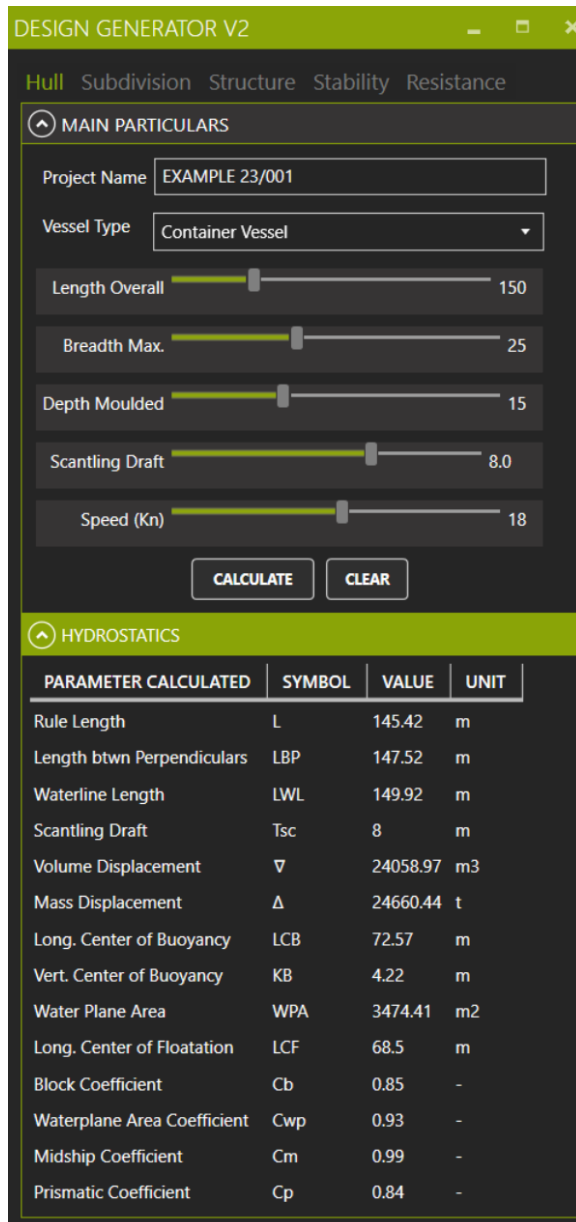 DESIGN GENERATOR V2
Hull Subdivision Structure Stability Resistance
MAIN PARTICULARS
Project Name EXAMPLE 23/001
Vessel Type Container Vessel
Length Overall 150
Breadth Max. 25
Depth Moulded 15
Scantling Draft 8.0
Speed (Kn) 18
CALCULATE CLEAR
HYDROSTATICS
PARAMETER CALCULATED SYMBOL VALUE UNIT
Rule Length L 145.42 m
Length btwn Perpendiculars LBP 147.52 m
Waterline Length LWL 149.92 m
Scantling Draft Tsc 8 m
Volume Displacement ∇ 24058.97 m3
Mass Displacement Δ 24660.44 t
Long. Center of Buoyancy LCB 72.57 m
Vert. Center of Buoyancy KB 4.22 m
Water Plane Area WPA 3474.41 m2
Long. Center of Floatation LCF 68.5 m
Block Coefficient Cb 0.85 -
Waterplane Area Coefficient Cwp 0.93 -
Midship Coefficient Cm 0.99 -
Prismatic Coefficient Cp 0.84 -